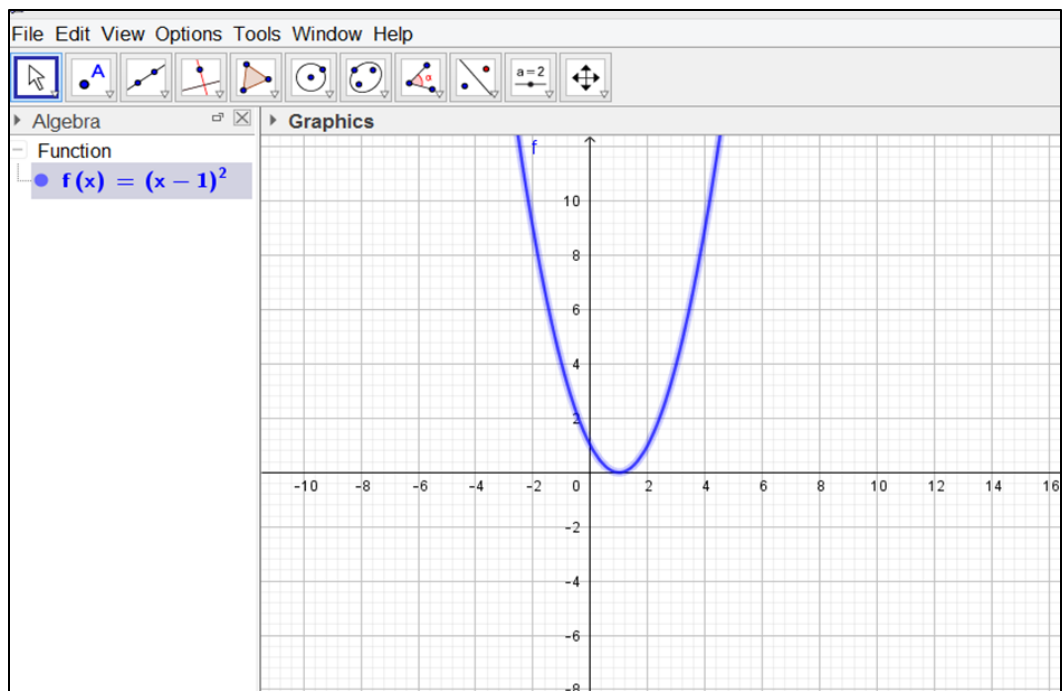 File Edit View Options Tools Window Help
A
α
a=2
Algebra
Graphics
Function
f(x) = (x − 1)²
f
10
8
6
4
2
-10 -8 -6 -4 -2 0 2 4 6 8 10 12 14 16
-2
-4
-6
-8